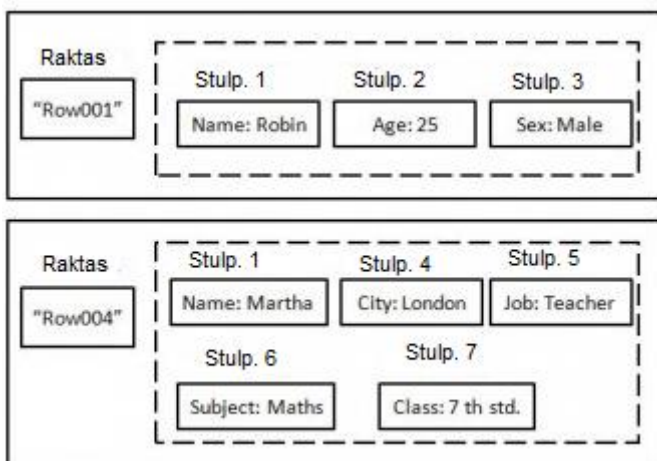 Raktas
"Row001"
Stulp. 1
Stulp. 2
Stulp. 3
Name: Robin
Age: 25
Sex: Male
Raktas
"Row004"
Stulp. 1
Stulp. 4
Stulp. 5
Name: Martha
City: London
Job: Teacher
Stulp. 6
Stulp. 7
Subject: Maths
Class: 7 th std.